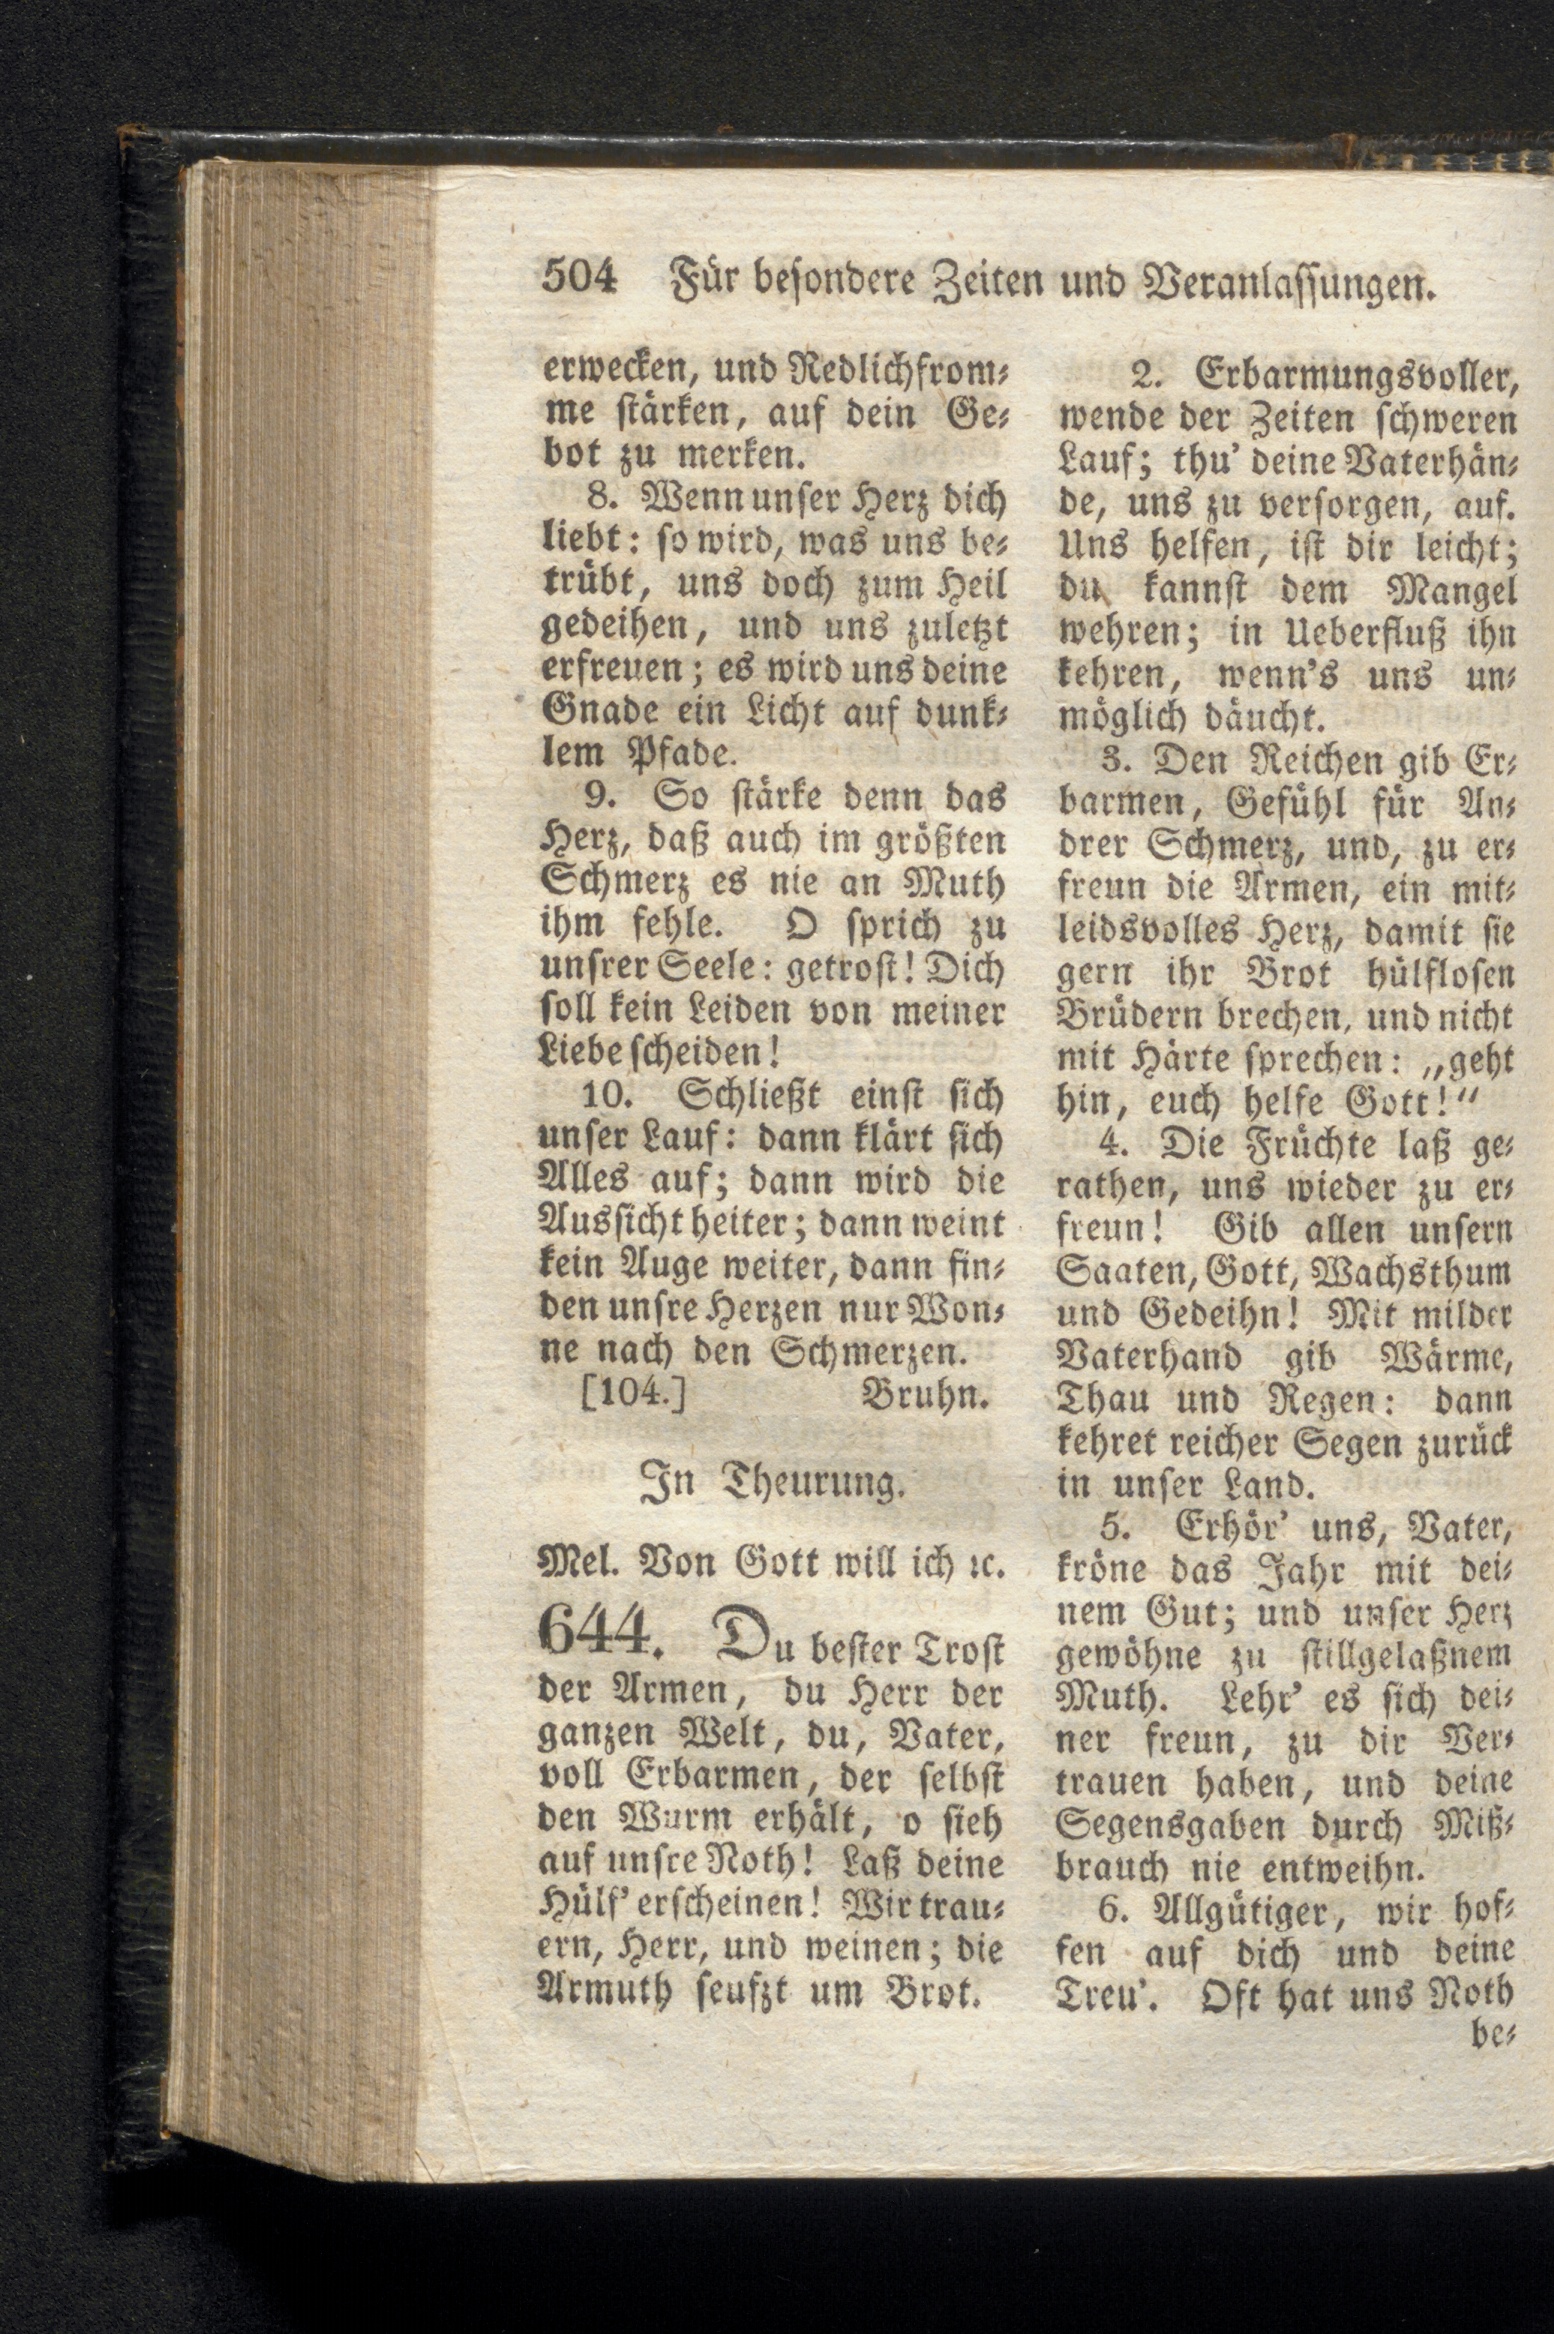 504 Für besondere Zeiten und Veranlassungen.
erwecken, und Redlichfrom-
me stärken, auf dein Ge-
bot zu merken.
8. Wenn unser Herz dich
liebt: so wird, was uns be-
trübt, uns doch zum Heil
gedeihen, und uns zuletzt
erfreuen; es wird uns deine
Gnade ein Licht auf dunk-
lem Pfade.
9. So stärke denn das
Herz, daß auch im größten
Schmerz es nie an Muth
ihm fehle. O sprich zu
unsrer Seele: getrost! Dich
soll kein Leiden von meiner
Liebe scheiden!
10. Schließt einst sich
unser Lauf: dann klärt sich
Alles auf; dann wird die
Aussicht heiter; dann weint
kein Auge weiter, dann fin-
den unsre Herzen nur Won-
ne nach den Schmerzen.
[104.] Bruhn.
In Theurung.
Mel. Von Gott will ich ꝛc.
644. Du bester Trost
der Armen, du Herr der
ganzen Welt, du, Vater,
voll Erbarmen, der selbst
den Wurm erhält, o sieh
auf unsre Noth! Laß deine
Hülf' erscheinen! Wir trau-
ern, Herr, und weinen; die
Armuth seufzt um Brot.
2. Erbarmungsvoller,
wende der Zeiten schweren
Lauf; thu' deine Vaterhän-
de, uns zu versorgen, auf.
Uns helfen, ist dir leicht;
du kannst dem Mangel
wehren; in Ueberfluß ihn
kehren, wenn's uns un-
möglich däucht.
3. Den Reichen gib Er-
barmen, Gefühl für An-
drer Schmerz, und, zu er-
freun die Armen, ein mit-
leidsvolles Herz, damit sie
gern ihr Brot hülflosen
Brüdern brechen, und nicht
mit Härte sprechen: „geht
hin, euch helfe Gott!“
4. Die Früchte laß ge-
rathen, uns wieder zu er-
freun! Gib allen unsern
Saaten, Gott, Wachsthum
und Gedeihn! Mit milder
Vaterhand gib Wärme,
Thau und Regen: dann
kehret reicher Segen zurück
in unser Land.
5. Erhör' uns, Vater,
kröne das Jahr mit dei-
nem Gut; und unser Herz
gewöhne zu stillgelaßnem
Muth. Lehr' es sich dei-
ner freun, zu dir Ver-
trauen haben, und deine
Segensgaben durch Miß-
brauch nie entweihn.
6. Allgütiger, wir hof-
fen auf dich und deine
Treu'. Oft hat uns Noth
be-